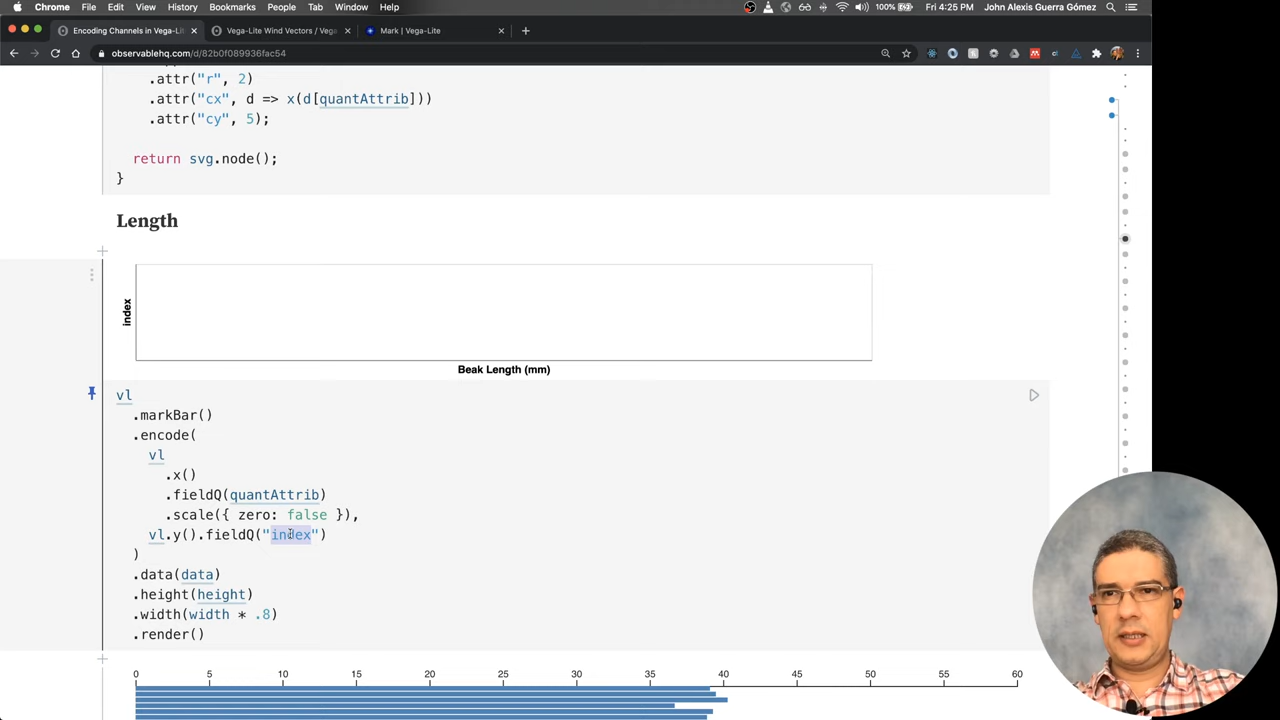 Chrome File Edit View History Bookmarks People Tab Window Help 100% Fri 4:25 PM John Alexis Guerra Gómez
Encoding Channels in Vega-Lit × Vega-Lite Wind Vectors / Vega × Mark | Vega-Lite × +
observablehq.com/d/82b0f089936fac54
.attr("r", 2)
.attr("cx", d => x(d[quantAttrib]))
.attr("cy", 5);
return svg.node();
}
Length
index
Beak Length (mm)
vl
.markBar()
.encode(
vl
.x()
.fieldQ(quantAttrib)
.scale({ zero: false }),
vl.y().fieldQ("index")
)
.data(data)
.height(height)
.width(width * .8)
.render()
0 5 10 15 20 25 30 35 40 45 50 55 60